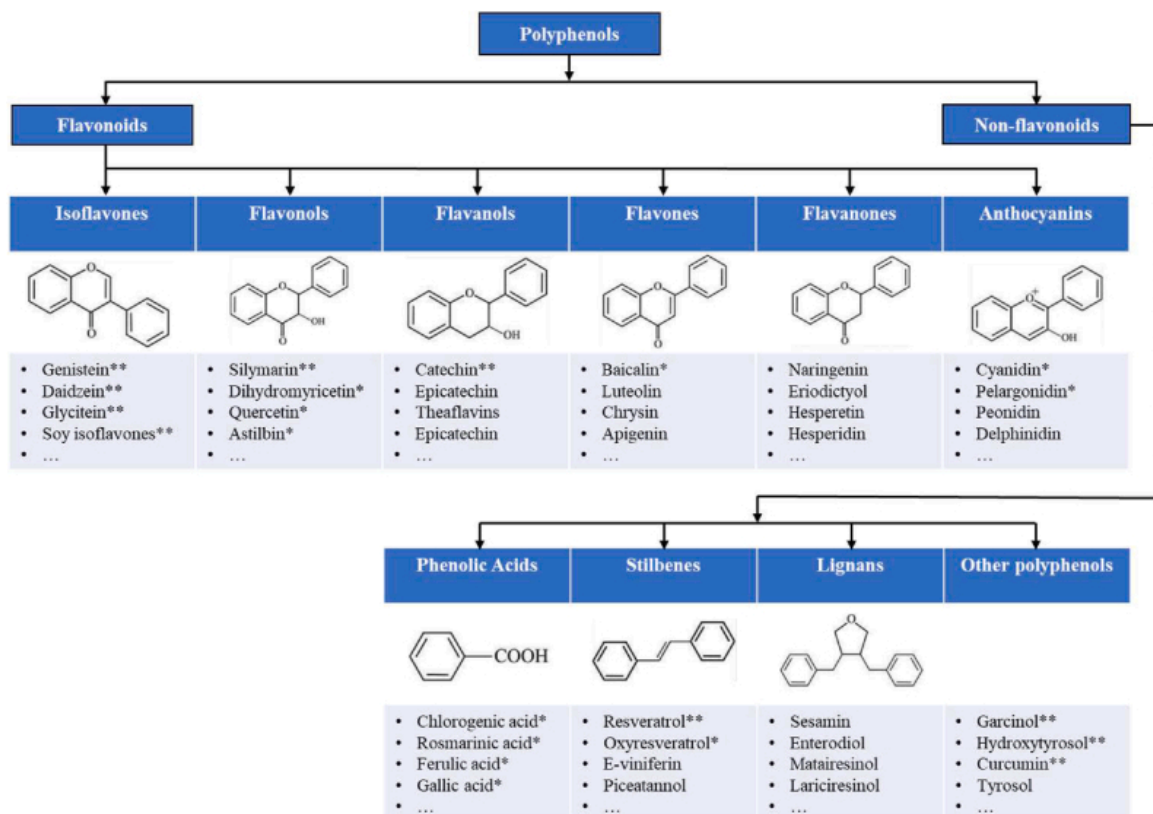 Polyphenols
Flavonoids
Non-flavonoids
Isoflavones
Flavonols
Flavanols
Flavones
Flavanones
Anthocyanins
O
O
O
O
OH
O
OH
O
O
O
O
O+
OH
• Genistein**
• Daidzein**
• Glycitein**
• Soy isoflavones**
• …
• Silymarin**
• Dihydromyricetin*
• Quercetin*
• Astilbin*
• …
• Catechin**
• Epicatechin
• Theaflavins
• Epicatechin
• …
• Baicalin*
• Luteolin
• Chrysin
• Apigenin
• …
• Naringenin
• Eriodictyol
• Hesperetin
• Hesperidin
• …
• Cyanidin*
• Pelargonidin*
• Peonidin
• Delphinidin
• …
Phenolic Acids
Stilbenes
Lignans
Other polyphenols
COOH
O
• Chlorogenic acid*
• Rosmarinic acid*
• Ferulic acid*
• Gallic acid*
• …
• Resveratrol**
• Oxyresveratrol*
• E-viniferin
• Piceatannol
• …
• Sesamin
• Enterodiol
• Matairesinol
• Lariciresinol
• …
• Garcinol**
• Hydroxytyrosol**
• Curcumin**
• Tyrosol
• …